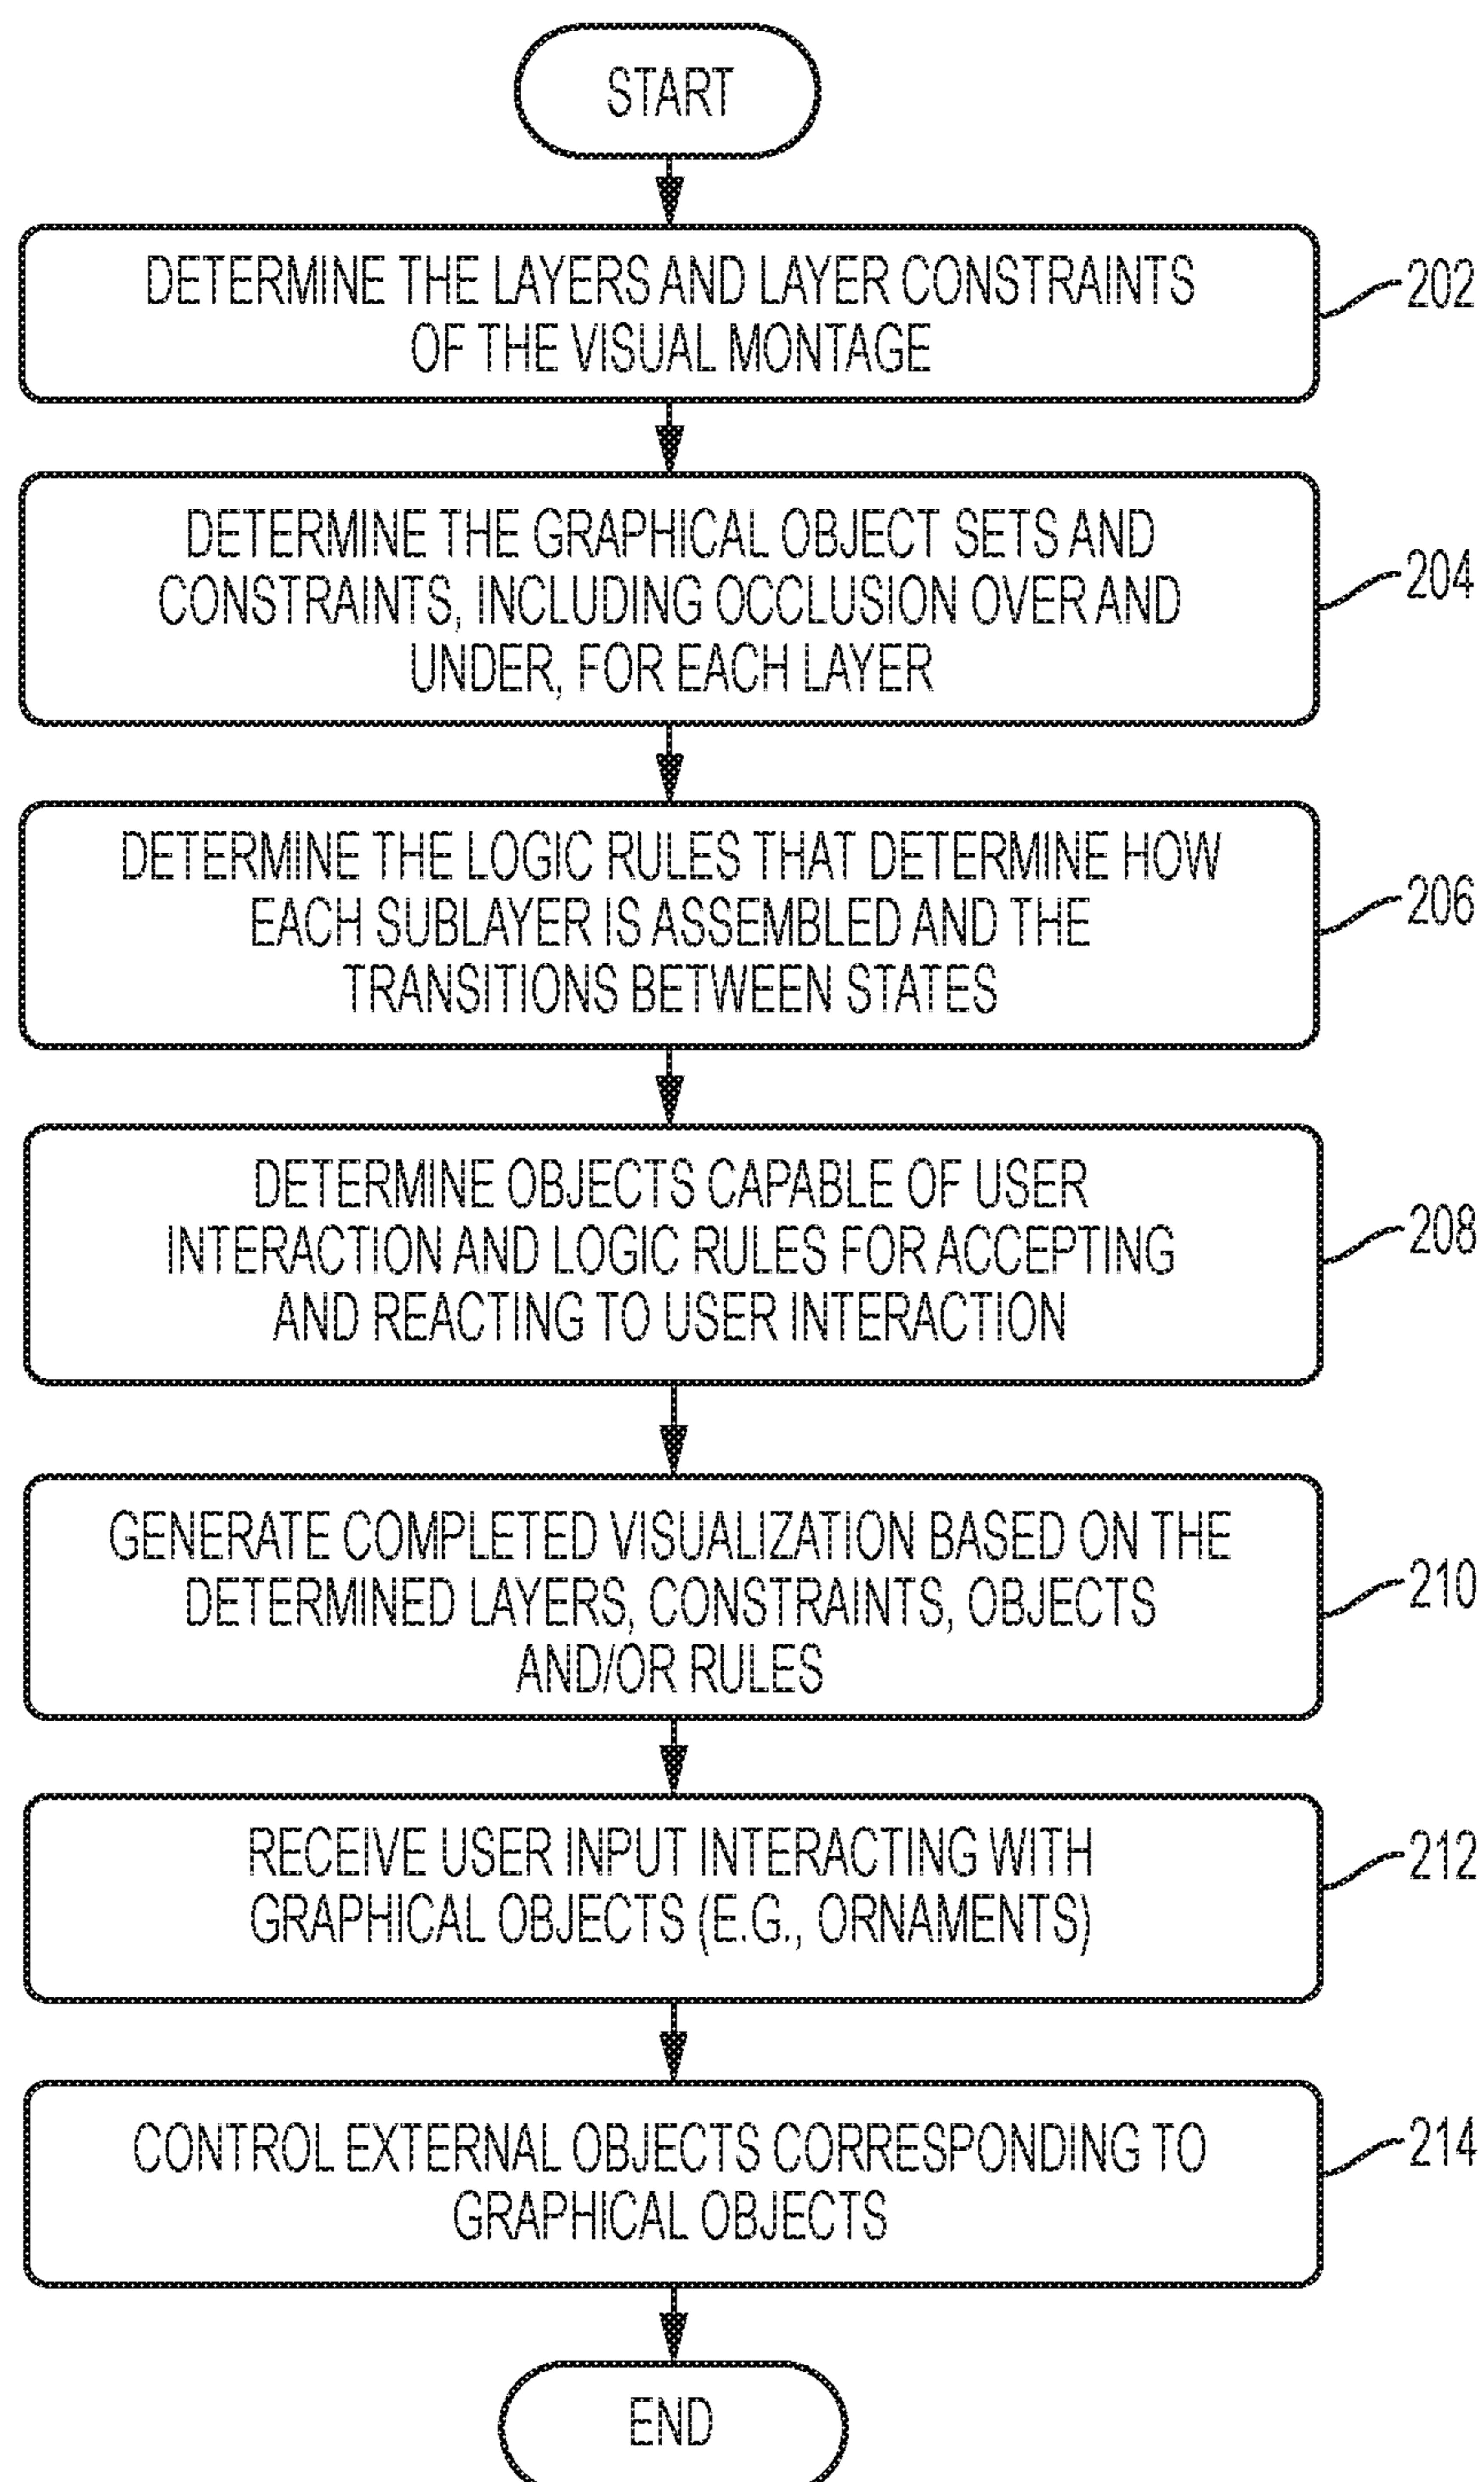 START
DETERMINE THE LAYERS AND LAYER CONSTRAINTS
OF THE VISUAL MONTAGE
202
DETERMINE THE GRAPHICAL OBJECT SETS AND
CONSTRAINTS, INCLUDING OCCLUSION OVER AND
UNDER, FOR EACH LAYER
204
DETERMINE THE LOGIC RULES THAT DETERMINE HOW
EACH SUBLAYER IS ASSEMBLED AND THE
TRANSITIONS BETWEEN STATES
206
DETERMINE OBJECTS CAPABLE OF USER
INTERACTION AND LOGIC RULES FOR ACCEPTING
AND REACTING TO USER INTERACTION
208
GENERATE COMPLETED VISUALIZATION BASED ON THE
DETERMINED LAYERS, CONSTRAINTS, OBJECTS
AND/OR RULES
210
RECEIVE USER INPUT INTERACTING WITH
GRAPHICAL OBJECTS (E.G., ORNAMENTS)
212
CONTROL EXTERNAL OBJECTS CORRESPONDING TO
GRAPHICAL OBJECTS
214
END